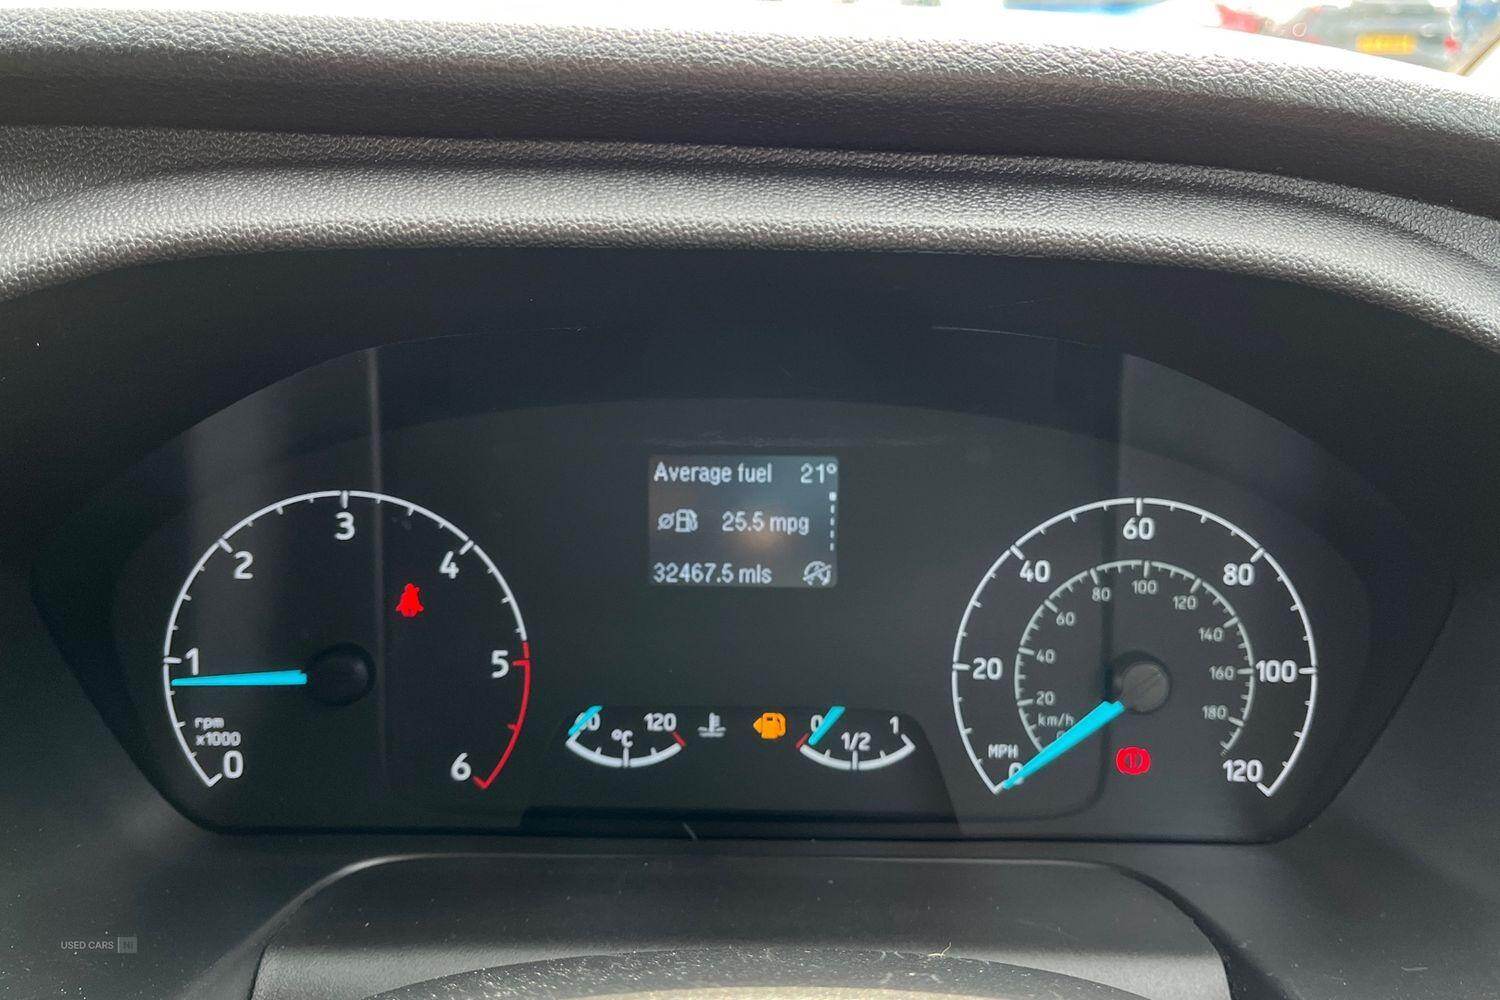 Average fuel 21°
25.5 mpg
32467.5 mls
0 1 2 3 4 5 6
rpm
x1000
120
°C
0 1/2 1
0 20 40 60 80 100 120
MPH
20 40 60 80 100 120 140 160 180
km/h
USED CARS NI